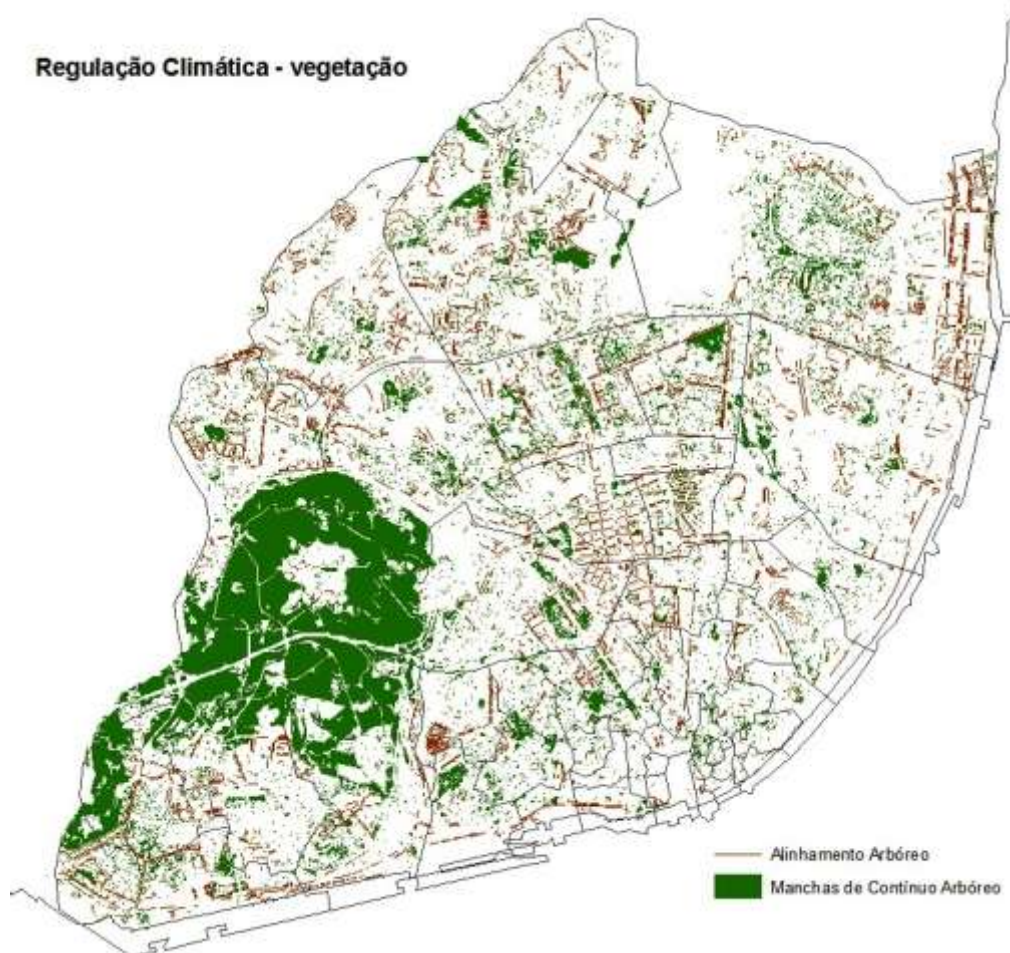 Regulação Climática - vegetação
Alinhamento Arbóreo
Manchas de Contínuo Arbóreo